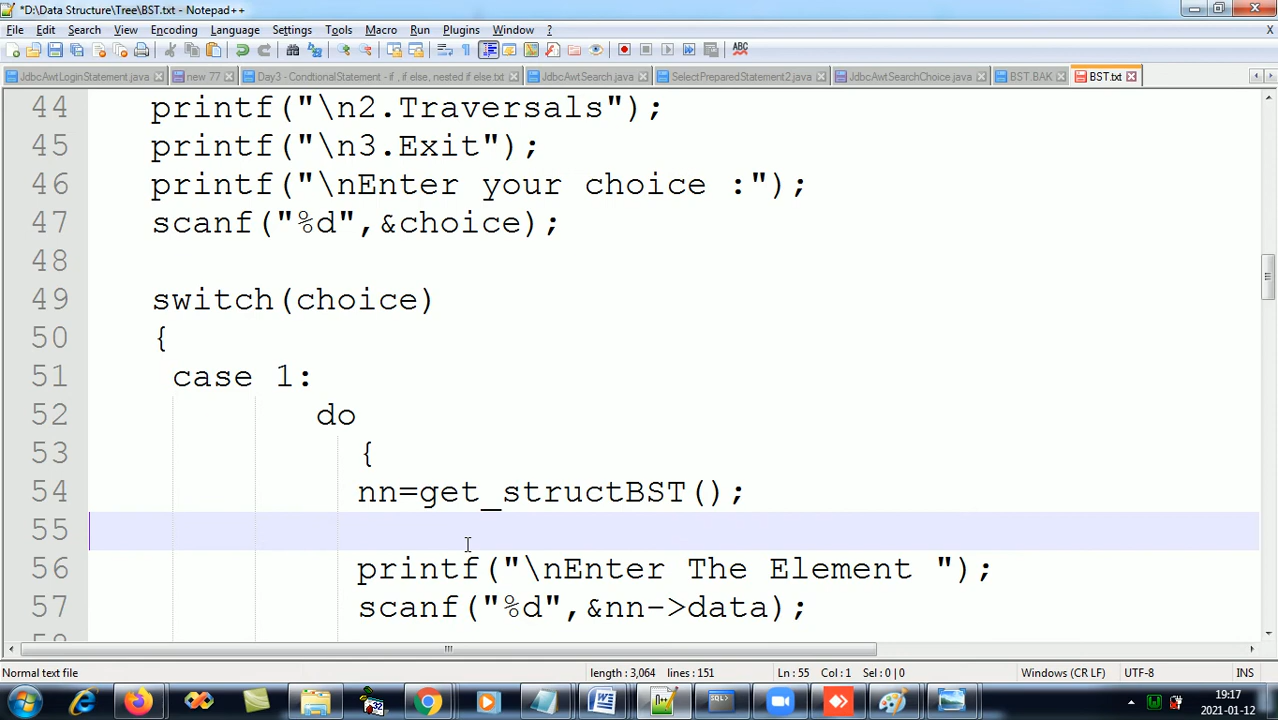 *D:\Data Structure\Tree\BST.txt - Notepad++
File Edit Search View Encoding Language Settings Tools Macro Run Plugins Window ? X
JdbcAwtLoginStatement.java new 77 Day3 - CondtionalStatement if , if else, nested if else.txt JdbcAwtSearch.java SelectPreparedStatement2.java JdbcAwtSearchChoice.java BST.BAK BST.txt
44 printf("\n2.Traversals");
45 printf("\n3.Exit");
46 printf("\nEnter your choice :");
47 scanf("%d",&choice);
48
49 switch(choice)
50 {
51 case 1:
52 do
53 {
54 nn=get_structBST();
55
56 printf("\nEnter The Element ");
57 scanf("%d",&nn->data);
Normal text file length : 3,064 lines : 151 Ln : 55 Col : 1 Sel : 0 | 0 Windows (CR LF) UTF-8 INS
19:17
2021-01-12